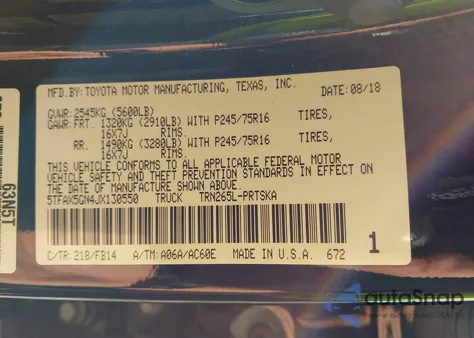 MFD.BY: TOYOTA MOTOR MANUFACTURING, TEXAS, INC. DATE: 08/18
GVWR: 2545KG (5600LB)
GAWR: FRT. 1320KG (2910LB) WITH P245/75R16 TIRES,
16X7J RIMS.
RR. 1490KG (3280LB) WITH P245/75R16 TIRES,
16X7J RIMS.
THIS VEHICLE CONFORMS TO ALL APPLICABLE FEDERAL MOTOR
VEHICLE SAFETY AND THEFT PREVENTION STANDARDS IN EFFECT ON
THE DATE OF MANUFACTURE SHOWN ABOVE.
5TFAX5GN4JX130550 TRUCK TRN265L-PRTSKA
C/TR: 218/FB14 A/TM: A06A/AC60E MADE IN U.S.A. 672
1
63N5T
autoSnap